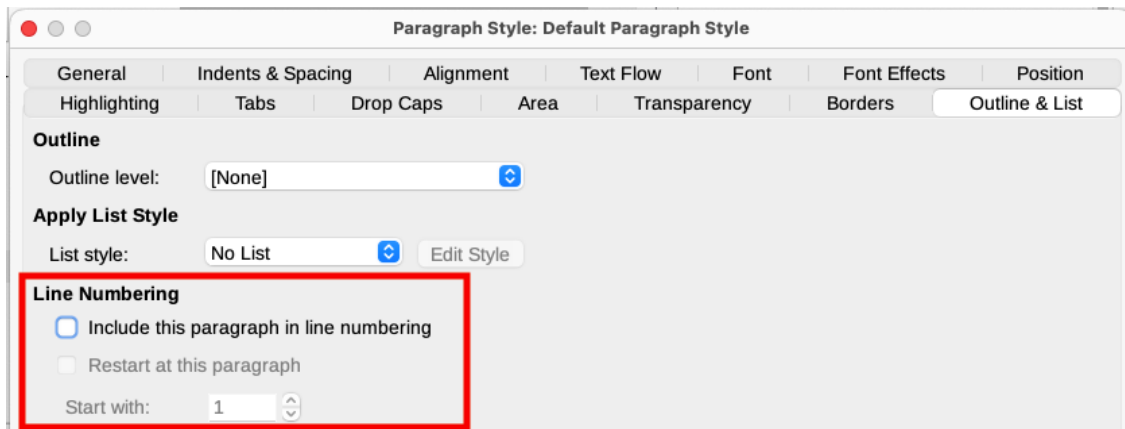 Paragraph Style: Default Paragraph Style
General Indents & Spacing Alignment Text Flow Font Font Effects Position
Highlighting Tabs Drop Caps Area Transparency Borders Outline & List
Outline
Outline level: [None]
Apply List Style
List style: No List Edit Style
Line Numbering
Include this paragraph in line numbering
Restart at this paragraph
Start with: 1